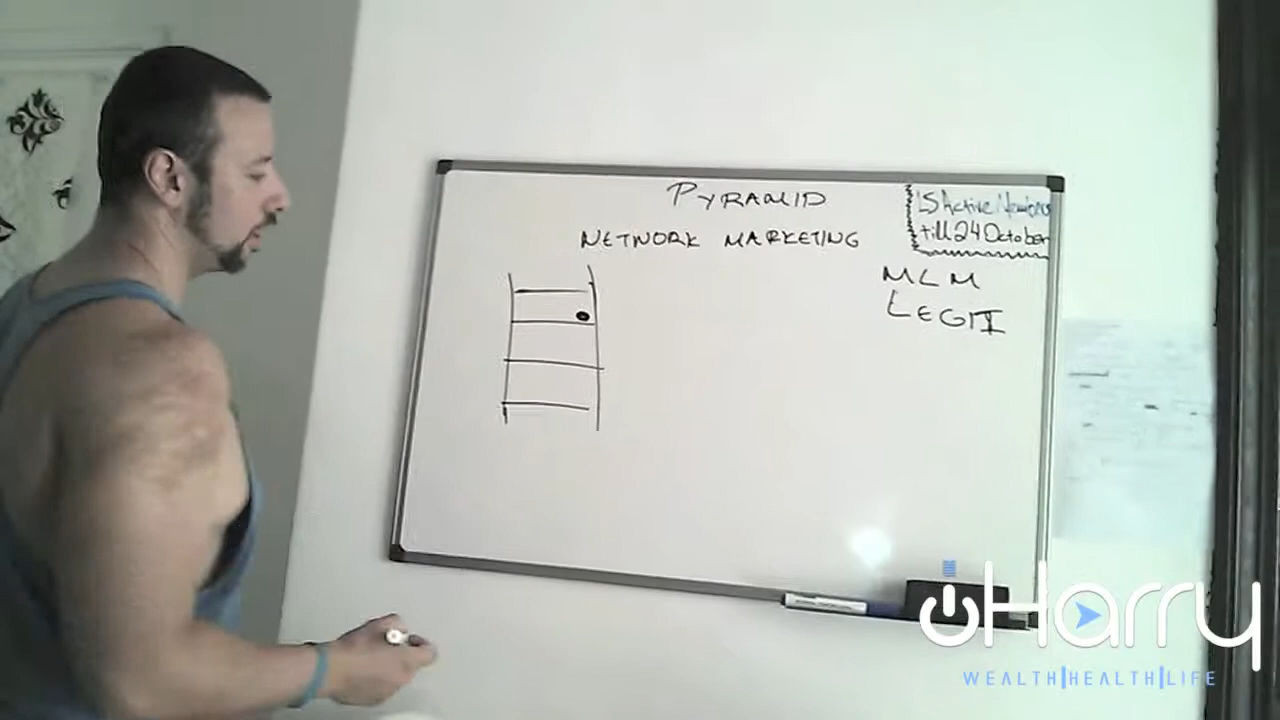 PYRAMID
NETWORK MARKETING
15 Active Members
till 24 October
MLM
LEGIT
Harry
WEALTH|HEALTH|LIFE